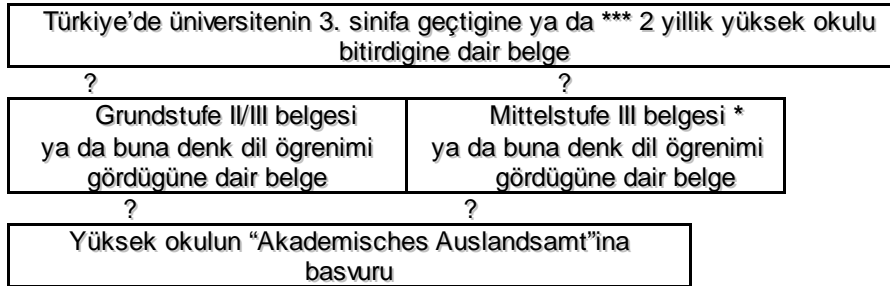 Türkiye’de üniversitenin 3. sinifa geçtigine ya da *** 2 yillik yüksek okulu
bitirdigine dair belge
? ?
Grundstufe II/III belgesi
ya da buna denk dil ögrenimi
gördügüne dair belge
Mittelstufe III belgesi *
ya da buna denk dil ögrenimi
gördügüne dair belge
? ?
Yüksek okulun “Akademisches Auslandsamt”ina
basvuru